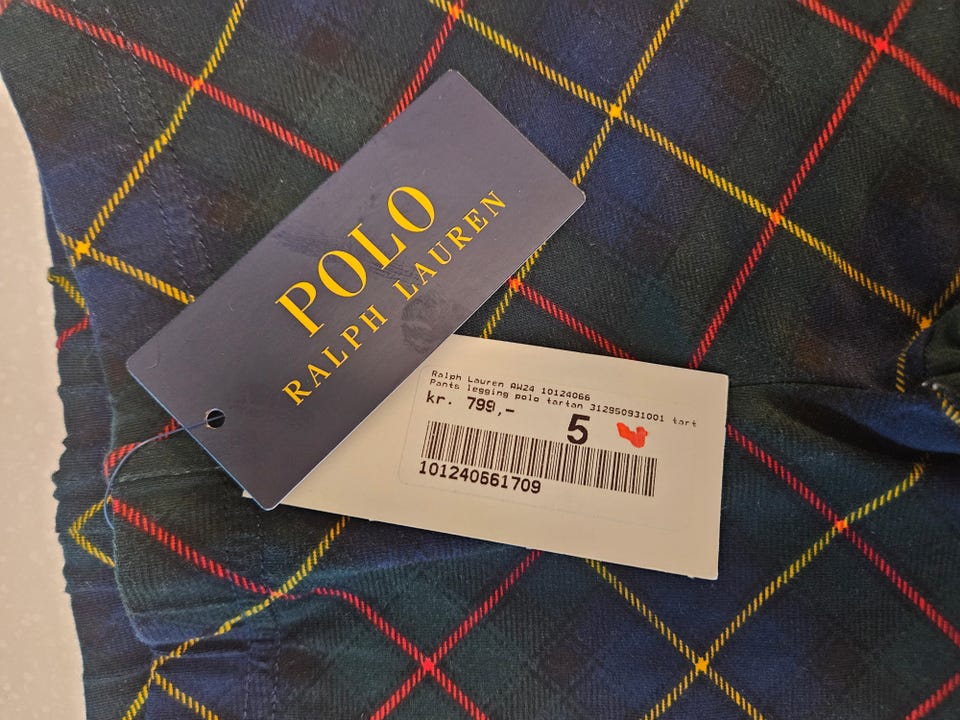 POLO
RALPH LAUREN
Ralph Lauren AW24 10124066
Pants legging polo tartan 312950931001 tart
kr. 799,-
5
101240661709